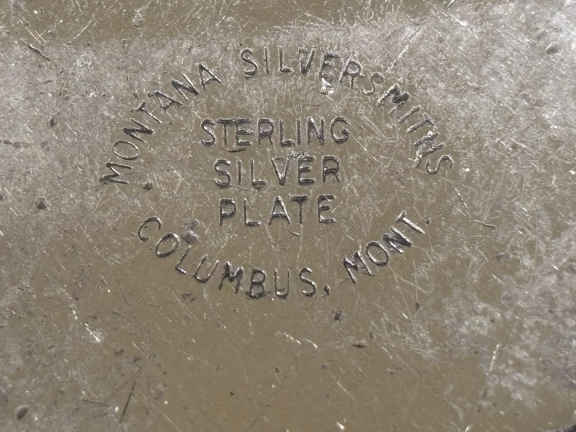 MONTANA SILVERSMITHS
STERLING
SILVER
PLATE
COLUMBUS, MONT.